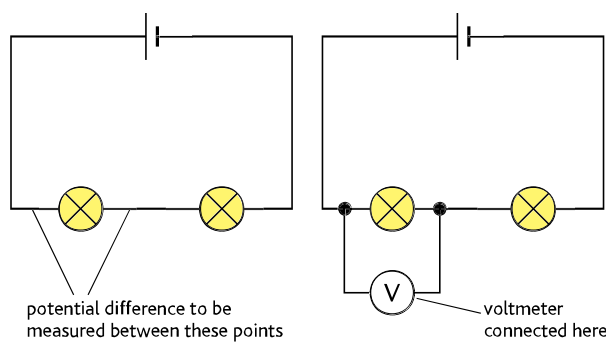 V
potential difference to be
measured between these points
voltmeter
connected here